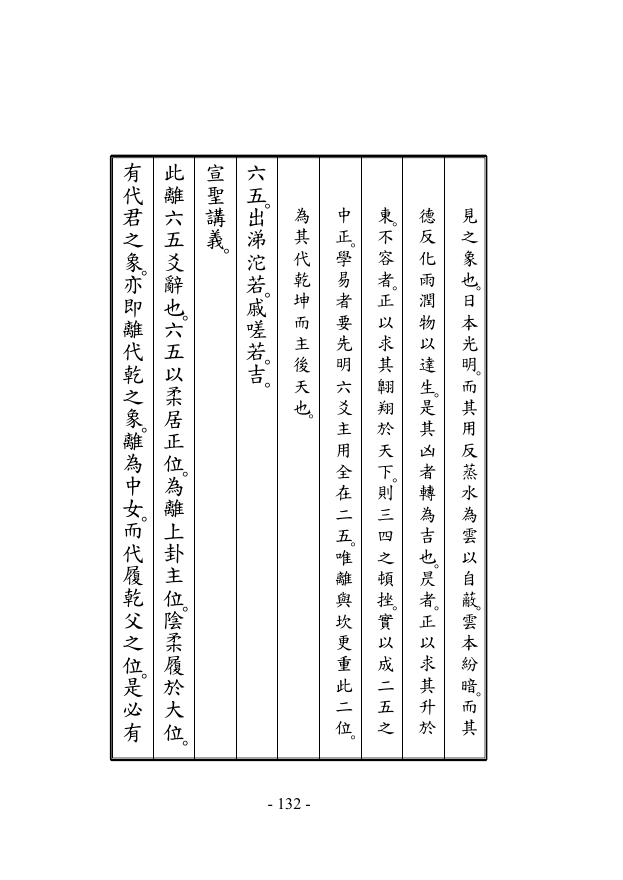 見之象也。日本光明。而其用反蒸水為雲以自蔽。雲本紛暗。而其
德反化雨潤物以達生。是其凶者轉為吉也。昃者。正以求其升於
東。不容者。正以求其翱翔於天下。則三四之頓挫。實以成二五之
中正。學易者要先明六爻主用全在二五。唯離與坎更重此二位。
為其代乾坤而主後天也。
六五。出涕沱若。戚嗟若。吉。
宣聖講義。
此離六五爻辭也。六五以柔居正位。為離上卦主位。陰柔履於大位。
有代君之象。亦即離代乾之象。離為中女。而代履乾父之位。是必有
- 132 -